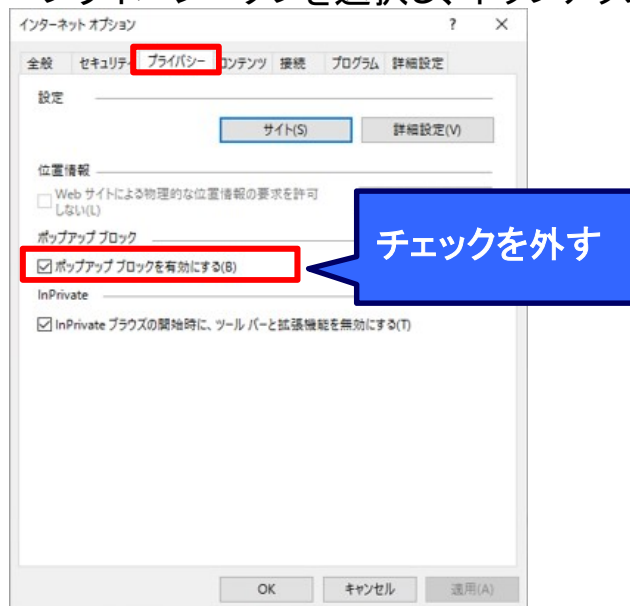 インターネット オプション ? ×
全般 セキュリティ プライバシー コンテンツ 接続 プログラム 詳細設定
設定
サイト(S) 詳細設定(V)
位置情報
Web サイトによる物理的な位置情報の要求を許可
しない(L)
ポップアップ ブロック
ポップアップ ブロックを有効にする(B)
チェックを外す
InPrivate
InPrivate ブラウズの開始時に、ツール バーと拡張機能を無効にする(T)
OK キャンセル 適用(A)